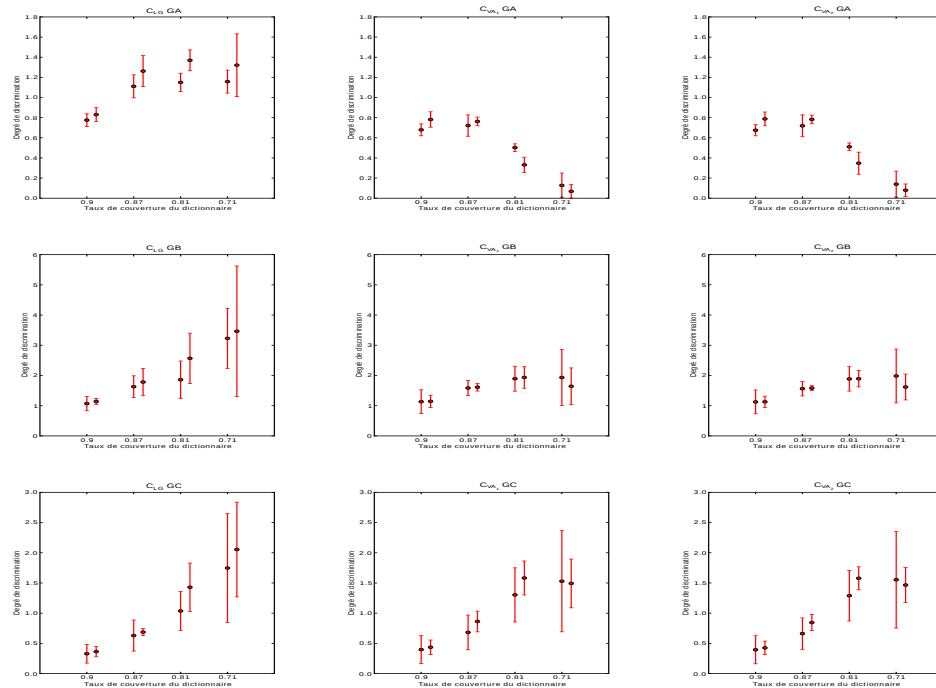 C_LG GA
C_VA₁ GA
C_VA₂ GA
Degré de discrimination
1.8
1.6
1.4
1.2
1.0
0.8
0.6
0.4
0.2
0.0
0.9 0.87 0.81 0.71
Taux de couverture du dictionnaire
Degré de discrimination
1.8
1.6
1.4
1.2
1.0
0.8
0.6
0.4
0.2
0.0
0.9 0.87 0.81 0.71
Taux de couverture du dictionnaire
Degré de discrimination
1.8
1.6
1.4
1.2
1.0
0.8
0.6
0.4
0.2
0.0
0.9 0.87 0.81 0.71
Taux de couverture du dictionnaire
C_LG GB
C_VA₁ GB
C_VA₂ GB
Degré de discrimination
6
5
4
3
2
1
0
0.9 0.87 0.81 0.71
Taux de couverture du dictionnaire
Degré de discrimination
6
5
4
3
2
1
0
0.9 0.87 0.81 0.71
Taux de couverture du dictionnaire
Degré de discrimination
6
5
4
3
2
1
0
0.9 0.87 0.81 0.71
Taux de couverture du dictionnaire
C_LG GC
C_VA₁ GC
C_VA₂ GC
Degré de discrimination
3.0
2.5
2.0
1.5
1.0
0.5
0.0
0.9 0.87 0.81 0.71
Taux de couverture du dictionnaire
Degré de discrimination
3.0
2.5
2.0
1.5
1.0
0.5
0.0
0.9 0.87 0.81 0.71
Taux de couverture du dictionnaire
Degré de discrimination
3.0
2.5
2.0
1.5
1.0
0.5
0.0
0.9 0.87 0.81 0.71
Taux de couverture du dictionnaire